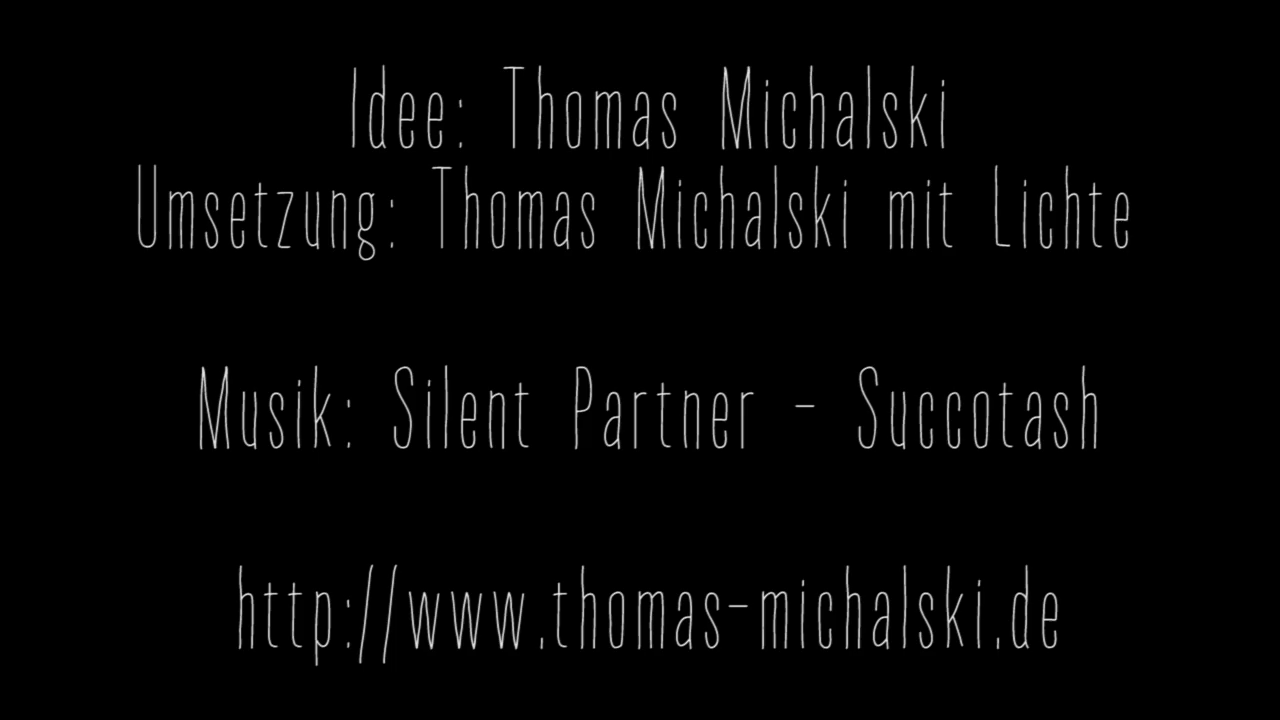 Idee: Thomas Michalski
Umsetzung: Thomas Michalski mit Lichte
Musik: Silent Partner - Succotash
http://www.thomas-michalski.de